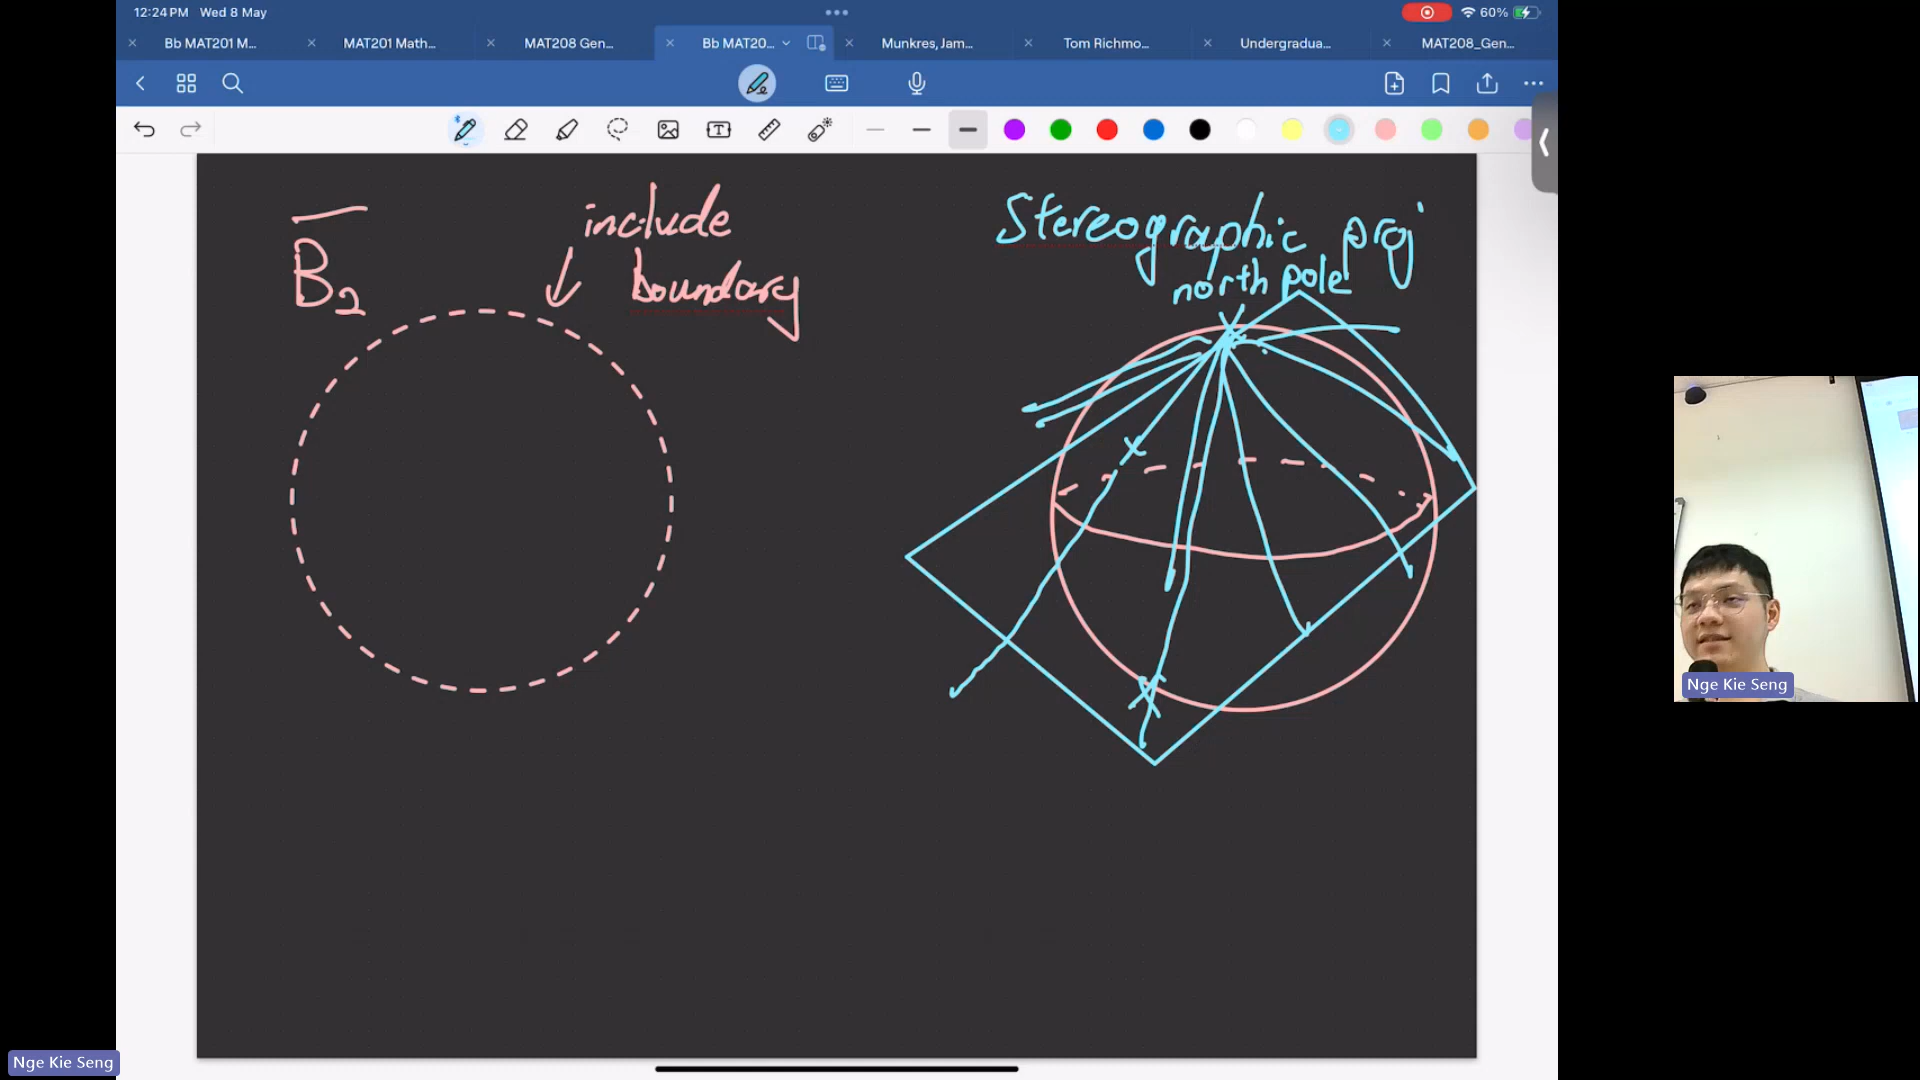 12:24 PM Wed 8 May
60%
Bb MAT201 M...
MAT201 Math...
MAT208 Gen...
Bb MAT20...
Munkres, Jam...
Tom Richmo...
Undergradua...
MAT208_Gen...
B2
include
boundary
Stereographic proj
north pole
Nge Kie Seng
Nge Kie Seng